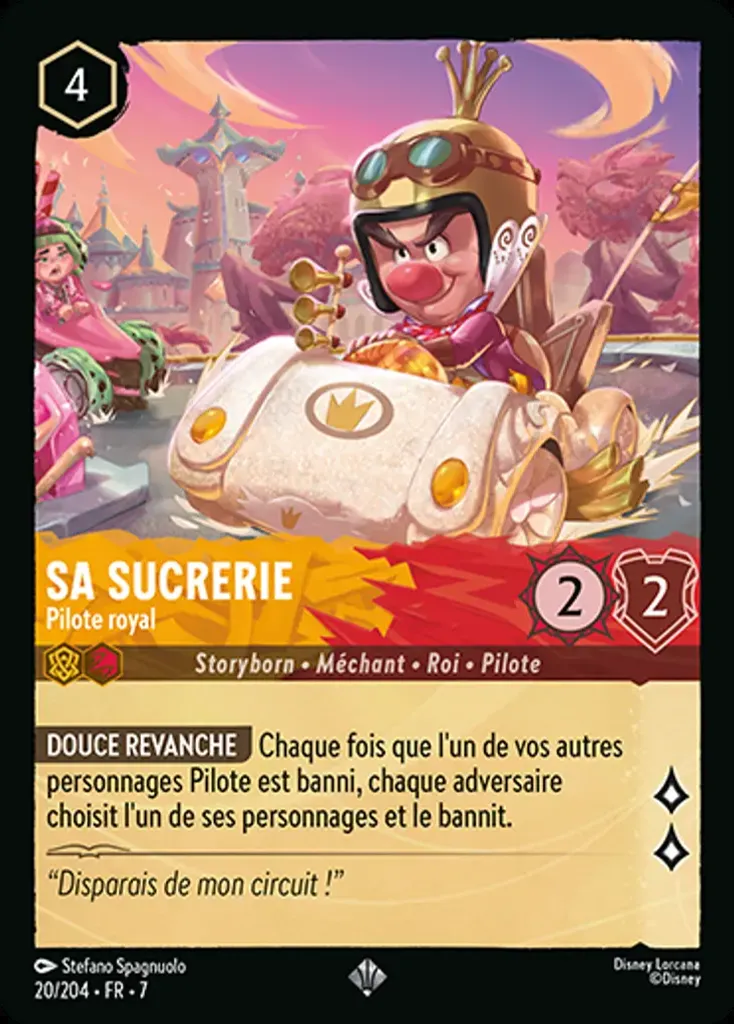 4
SA SUCRERIE
Pilote royal
2
2
Storyborn • Méchant • Roi • Pilote
DOUCE REVANCHE Chaque fois que l'un de vos autres
personnages Pilote est banni, chaque adversaire
choisit l'un de ses personnages et le bannit.
“Disparais de mon circuit !”
Stefano Spagnuolo
20/204 • FR • 7
Disney Lorcana
©Disney